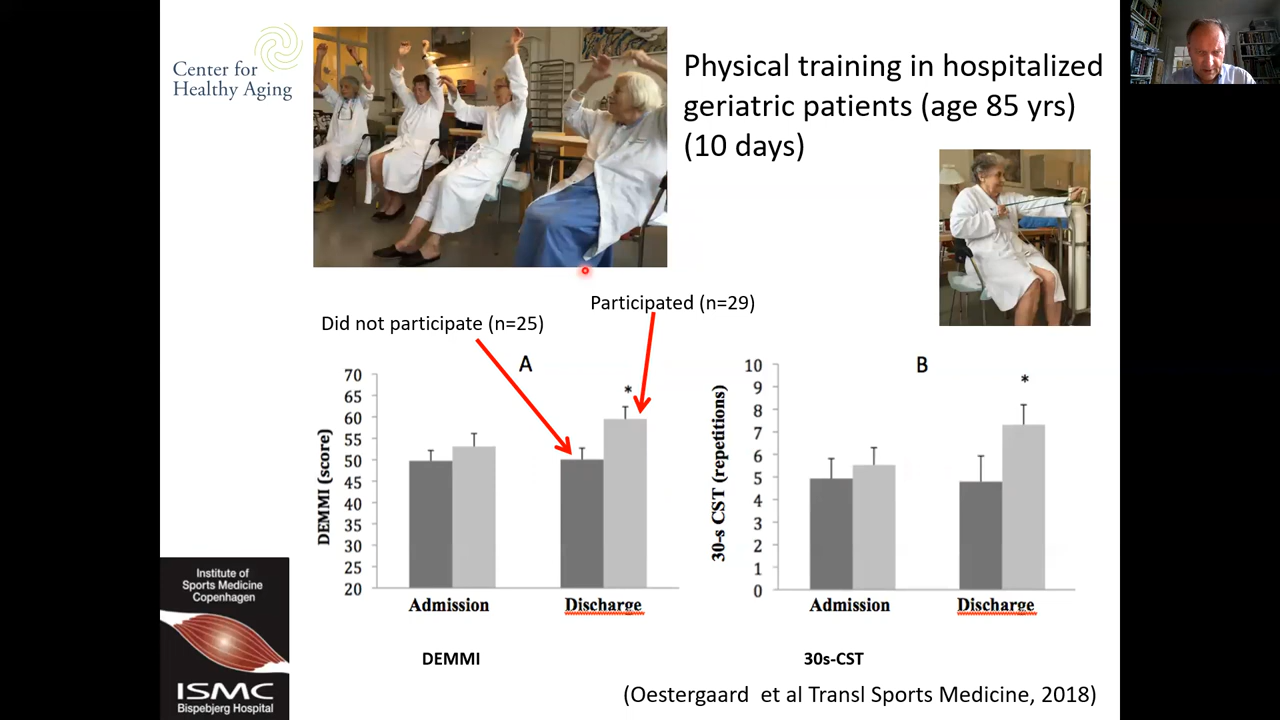 Center for
Healthy Aging
Physical training in hospitalized
geriatric patients (age 85 yrs)
(10 days)
Participated (n=29)
Did not participate (n=25)
A
70
65
60
55
50
45
40
35
30
25
20
DEMMI (score)
*
Admission
Discharge
DEMMI
B
10
9
8
7
6
5
4
3
2
1
0
30-s CST (repetitions)
*
Admission
Discharge
30s-CST
Institute of
Sports Medicine
Copenhagen
ISMC
Bispebjerg Hospital
(Oestergaard et al Transl Sports Medicine, 2018)